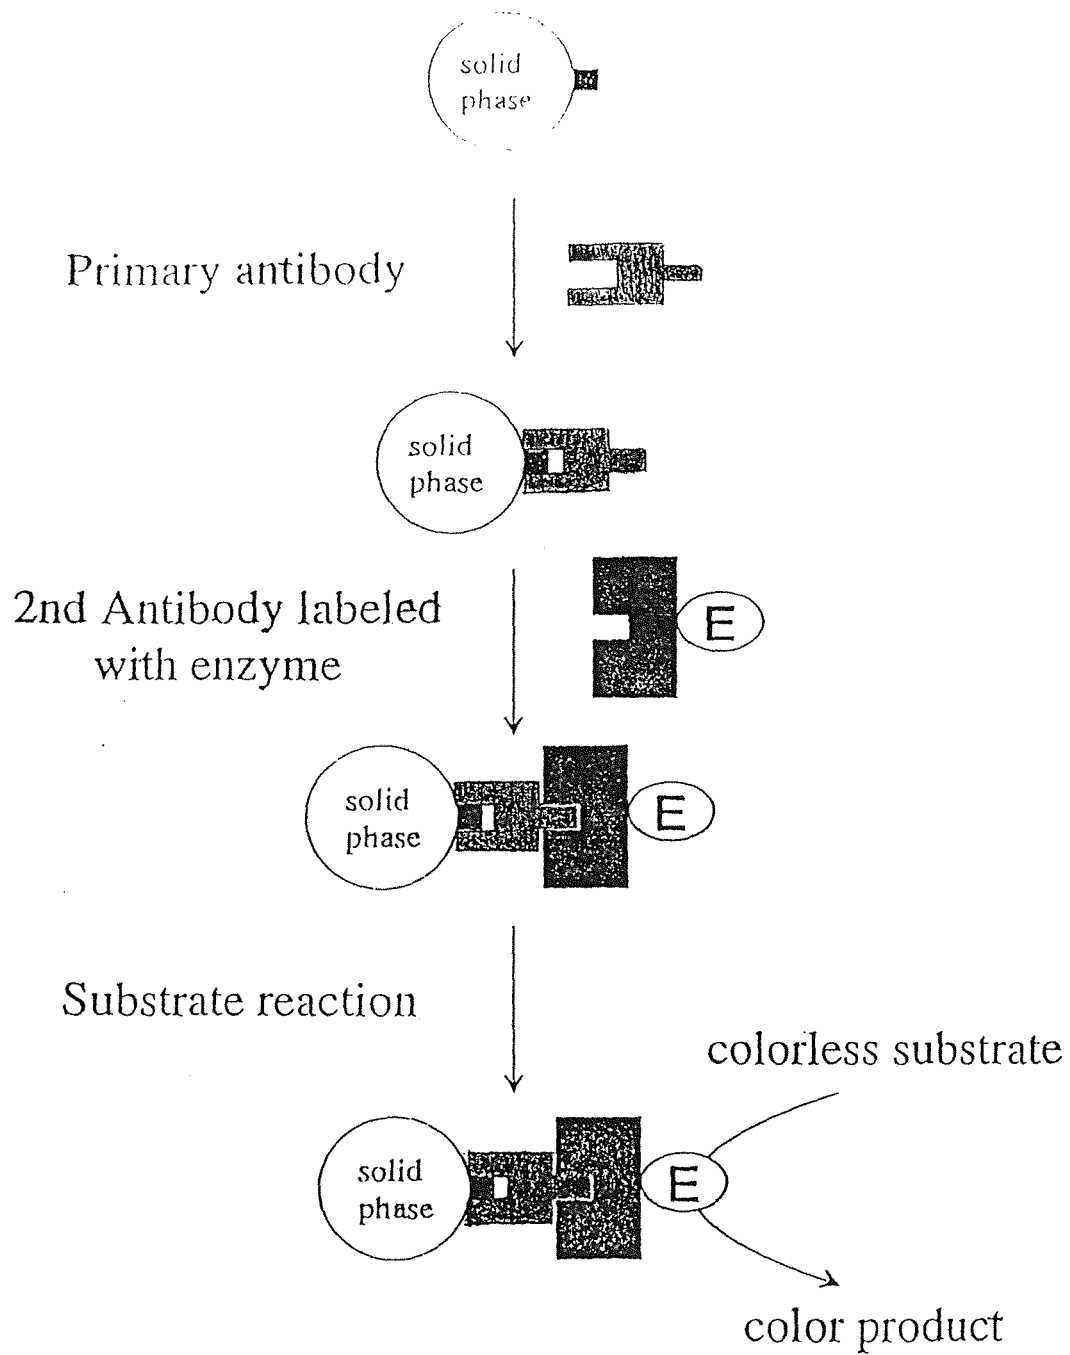 solid
phase
Primary antibody
solid
phase
2nd Antibody labeled
with enzyme
E
solid
phase
E
Substrate reaction
colorless substrate
solid
phase
E
color product